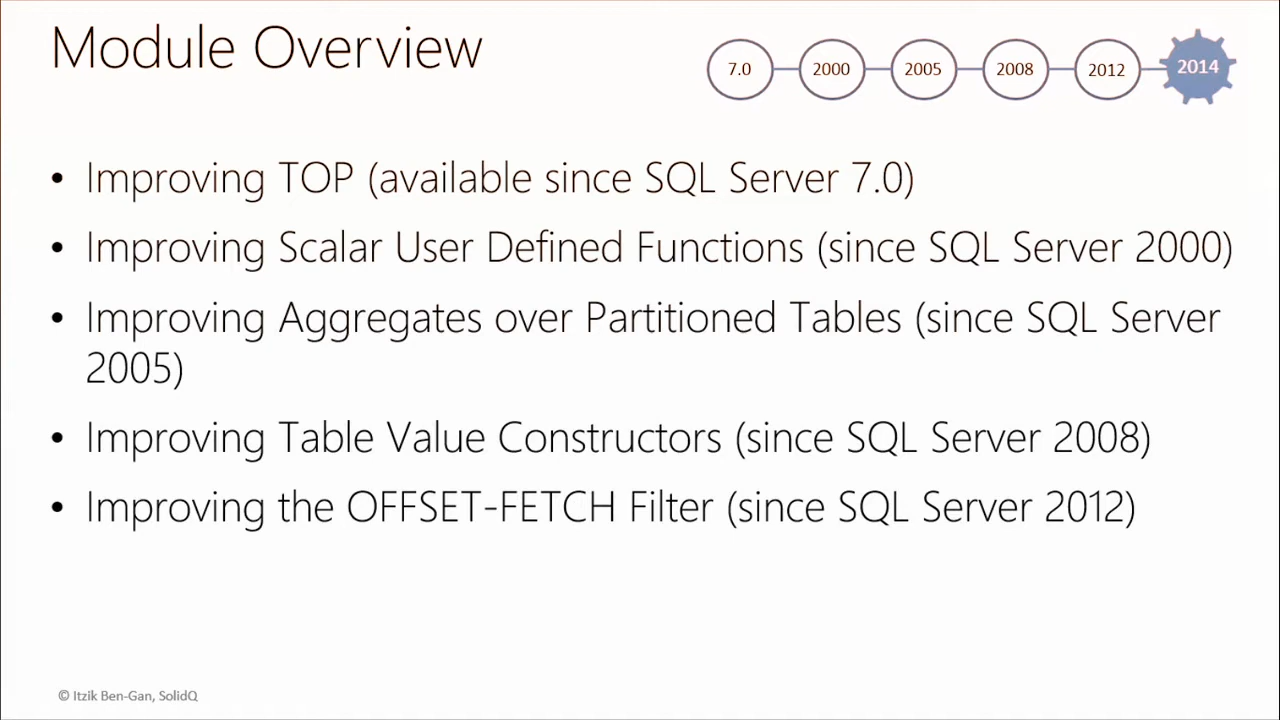 Module Overview
7.0 2000 2005 2008 2012 2014
• Improving TOP (available since SQL Server 7.0)
• Improving Scalar User Defined Functions (since SQL Server 2000)
• Improving Aggregates over Partitioned Tables (since SQL Server
2005)
• Improving Table Value Constructors (since SQL Server 2008)
• Improving the OFFSET-FETCH Filter (since SQL Server 2012)
© Itzik Ben-Gan, SolidQ